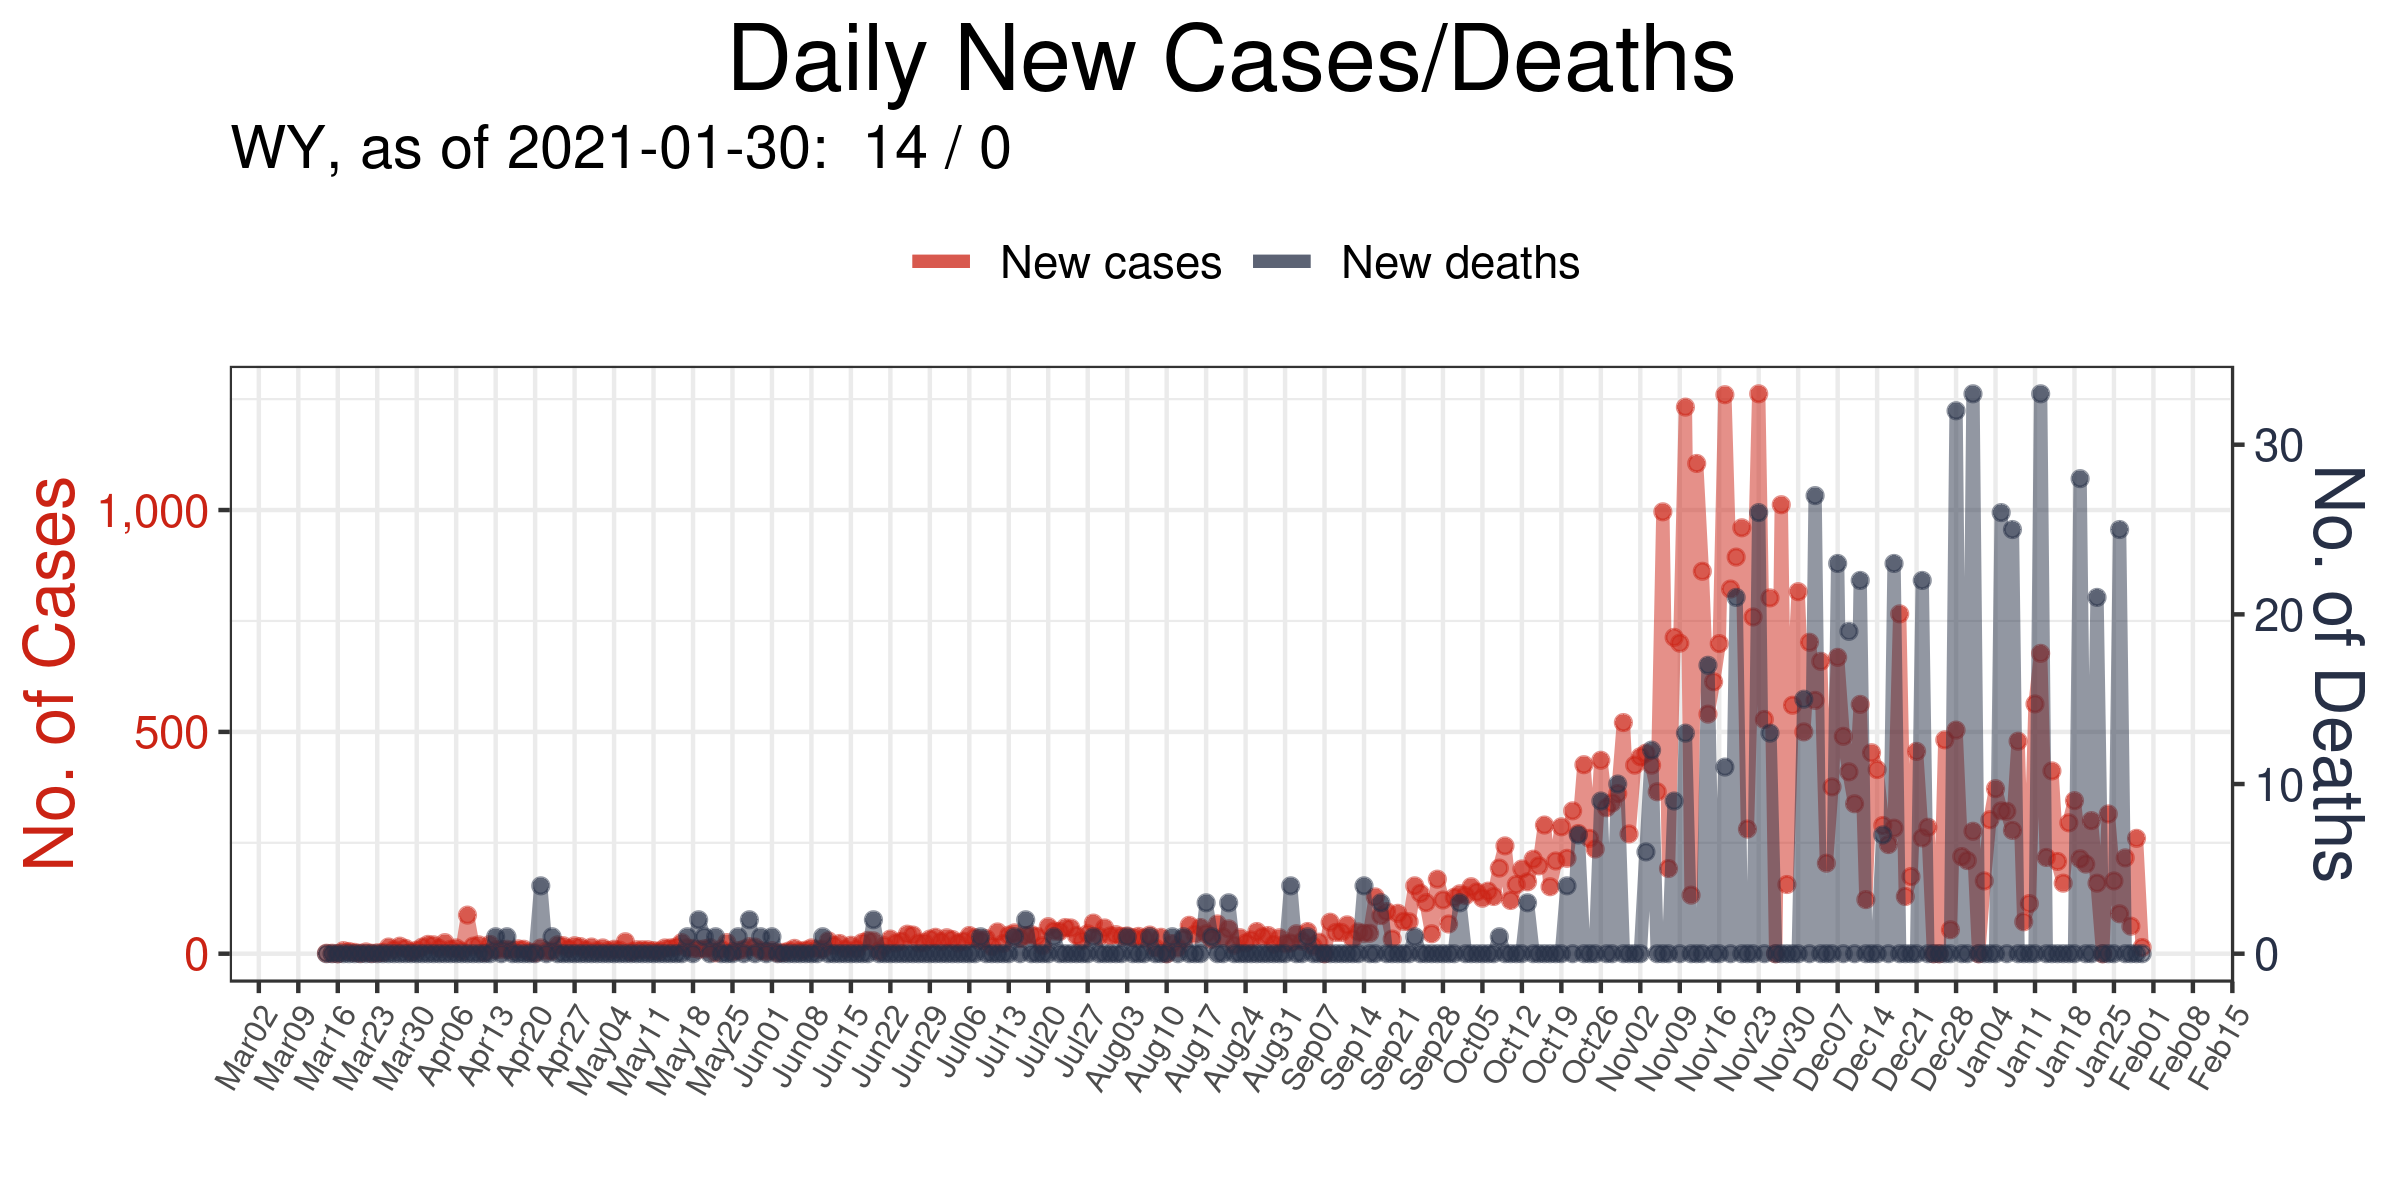 Daily New Cases/Deaths
WY, as of 2021-01-30:  14 / 0
New cases
New deaths
No. of Cases
1,000
500
0
30
20
10
0
No. of Deaths
Mar02
Mar09
Mar16
Mar23
Mar30
Apr06
Apr13
Apr20
Apr27
May04
May11
May18
May25
Jun01
Jun08
Jun15
Jun22
Jun29
Jul06
Jul13
Jul20
Jul27
Aug03
Aug10
Aug17
Aug24
Aug31
Sep07
Sep14
Sep21
Sep28
Oct05
Oct12
Oct19
Oct26
Nov02
Nov09
Nov16
Nov23
Nov30
Dec07
Dec14
Dec21
Dec28
Jan04
Jan11
Jan18
Jan25
Feb01
Feb08
Feb15